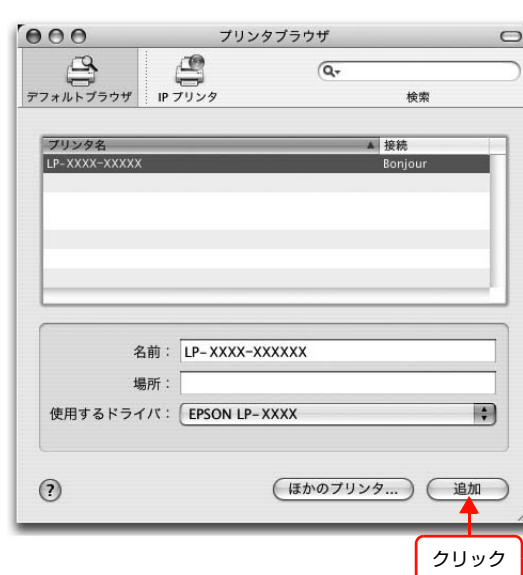 プリンタブラウザ
デフォルトブラウザ
IP プリンタ
検索
プリンタ名 接続
LP-XXXX-XXXXX Bonjour
名前： LP-XXXX-XXXXXX
場所：
使用するドライバ： EPSON LP-XXXX
? ほかのプリンタ... 追加
クリック